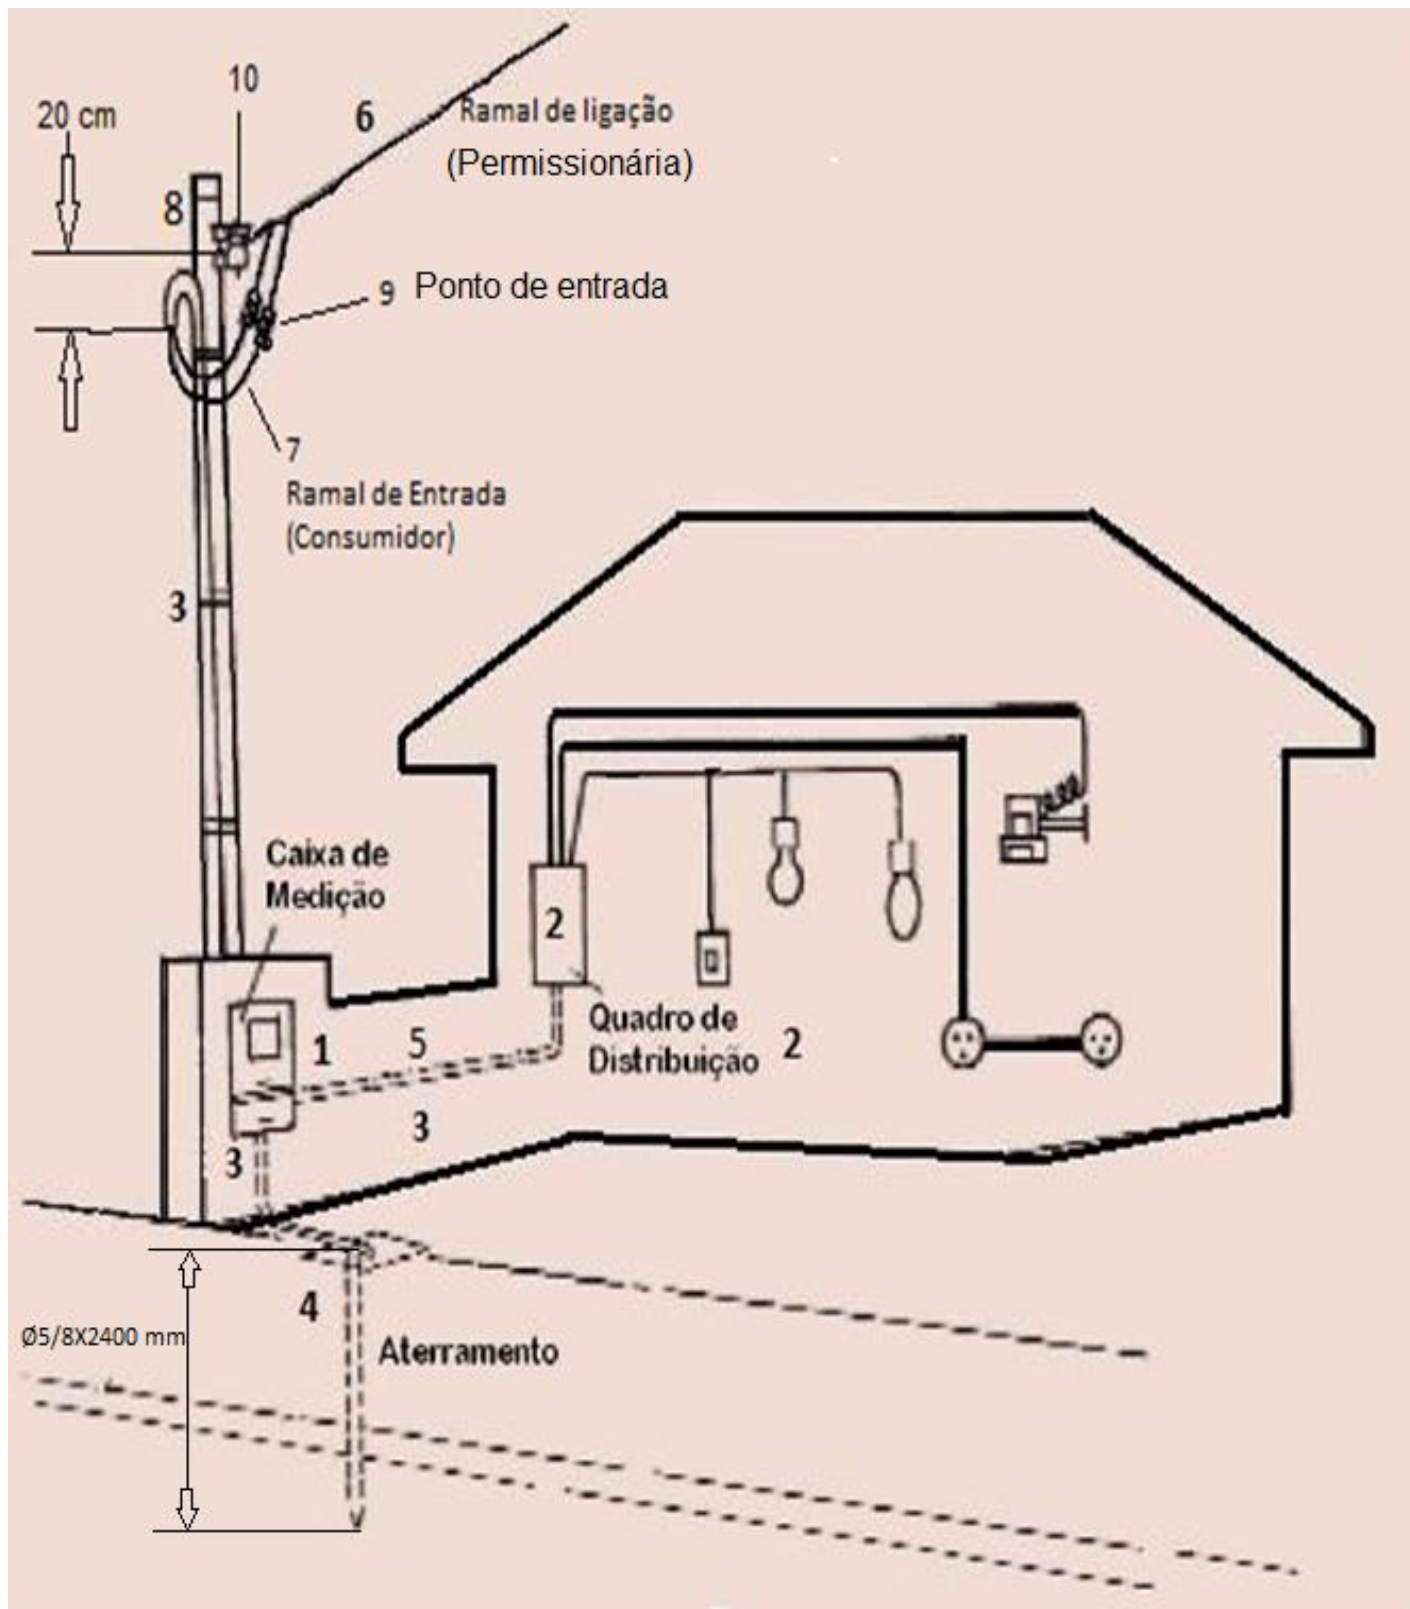 10
20 cm
6
Ramal de ligação
(Permissionária)
8
9 Ponto de entrada
7
Ramal de Entrada
(Consumidor)
3
Caixa de
Medição
2
Quadro de
Distribuição
2
1
5
3
3
4
Ø5/8X2400 mm
Aterramento